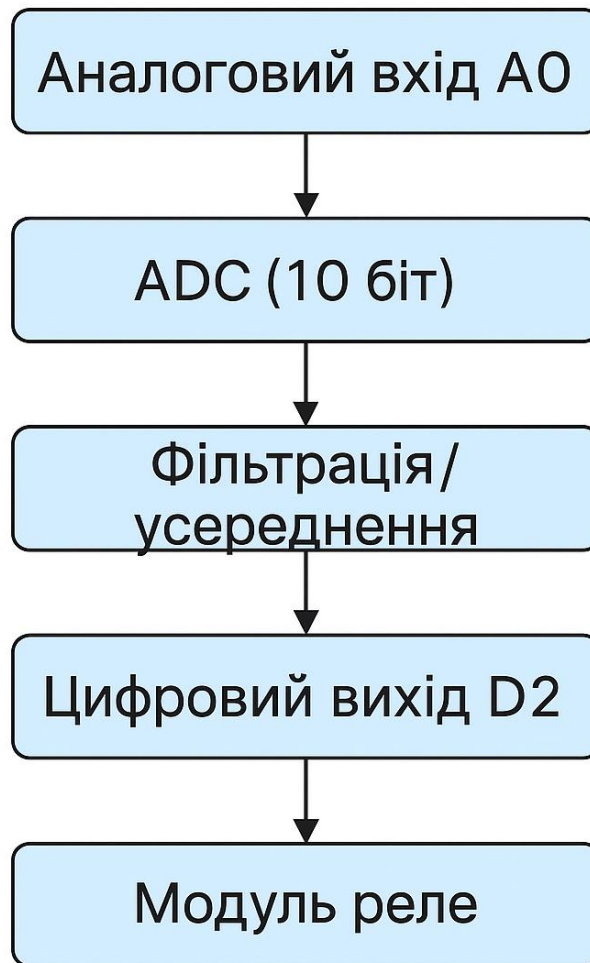 Аналоговий вхід A0
ADC (10 біт)
Фільтрація/
усереднення
Цифровий вихід D2
Модуль реле